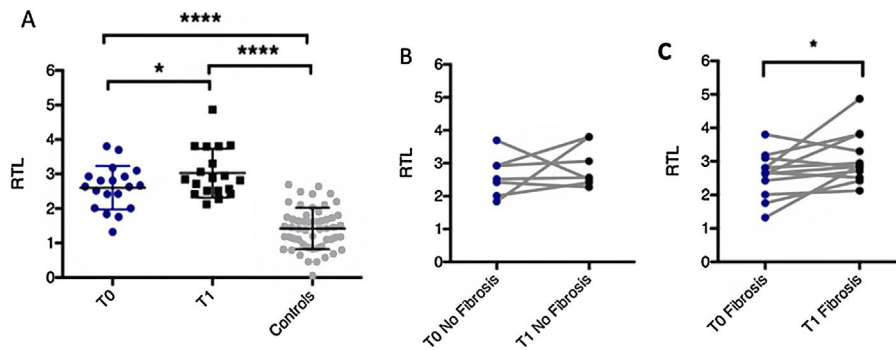 A
****
****
*
RTL
6
5
4
3
2
1
0
T0
T1
Controls
B
RTL
6
5
4
3
2
1
0
T0 No Fibrosis
T1 No Fibrosis
C
*
RTL
6
5
4
3
2
1
0
T0 Fibrosis
T1 Fibrosis